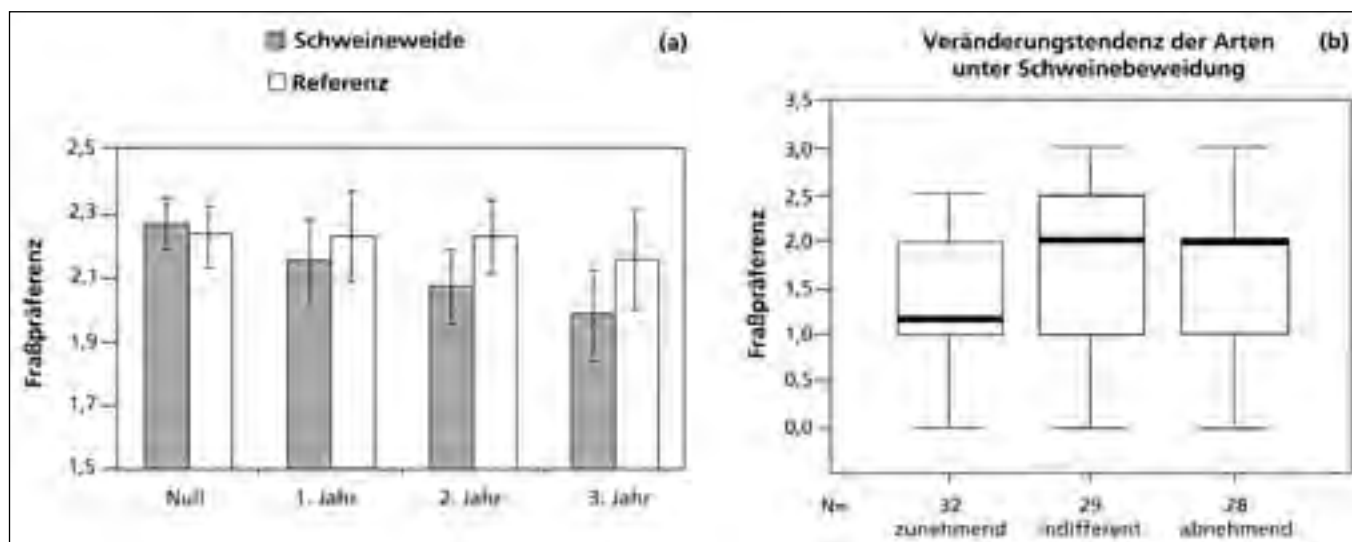 Schweineweide
Referenz
(a)
Fraßpräferenz
2,5
2,3
2,1
1,9
1,7
1,5
Null
1. Jahr
2. Jahr
3. Jahr
Veränderungstendenz der Arten
unter Schweinebeweidung
(b)
Fraßpräferenz
3,5
3,0
2,5
2,0
1,5
1,0
0,5
0,0
N=
32
29
28
zunehmend
indifferent
abnehmend